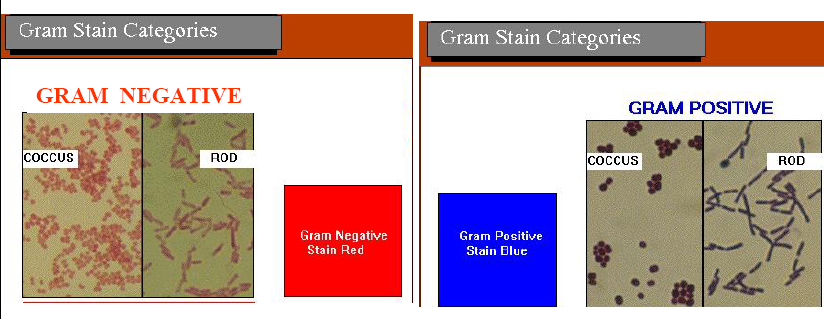 Gram Stain Categories
GRAM NEGATIVE
COCCUS
ROD
Gram Negative
Stain Red
Gram Stain Categories
GRAM POSITIVE
COCCUS
ROD
Gram Positive
Stain Blue